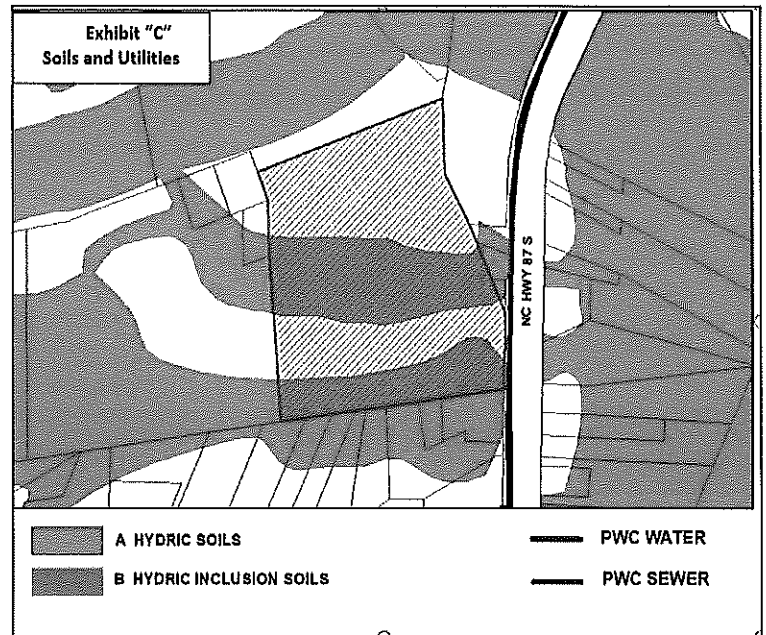 Exhibit "C"
Soils and Utilities
NC HWY 87 S
A HYDRIC SOILS
B HYDRIC INCLUSION SOILS
PWC WATER
PWC SEWER